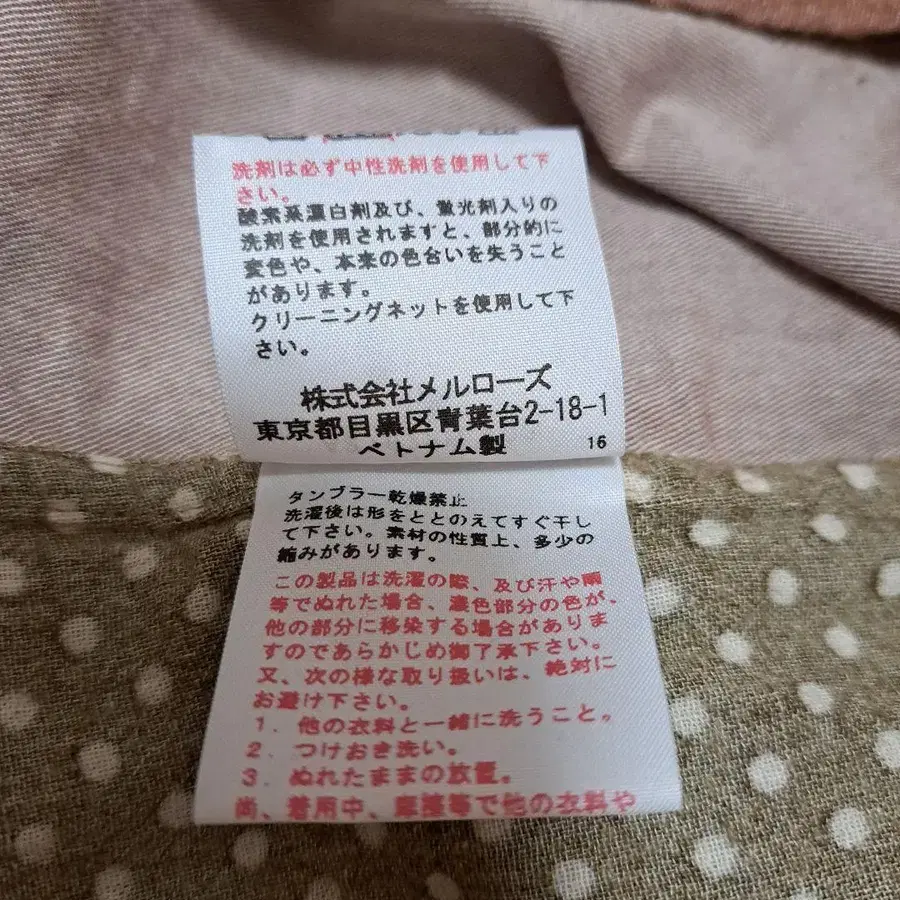 洗剤は必ず中性洗剤を使用して下
さい。
酸素系漂白剤及び、蛍光剤入りの
洗剤を使用されますと、部分的に
変色や、本来の色合いを失うこと
があります。
クリーニングネットを使用して下
さい。
株式会社メルローズ
東京都目黒区青葉台2-18-1
ベトナム製
16
タンブラー乾燥禁止
洗濯後は形をととのえてすぐ干し
て下さい。素材の性質上、多少の
縮みがあります。
この製品は洗濯の際、及び汗や雨
等でぬれた場合、濃色部分の色が、
他の部分に移染する場合がありま
すのであらかじめ御了承下さい。
又、次の様な取り扱いは、絶対に
お避け下さい。
1．他の衣料と一緒に洗うこと。
2．つけおき洗い。
3．ぬれたままの放置。
尚、着用中、摩擦等で他の衣料や